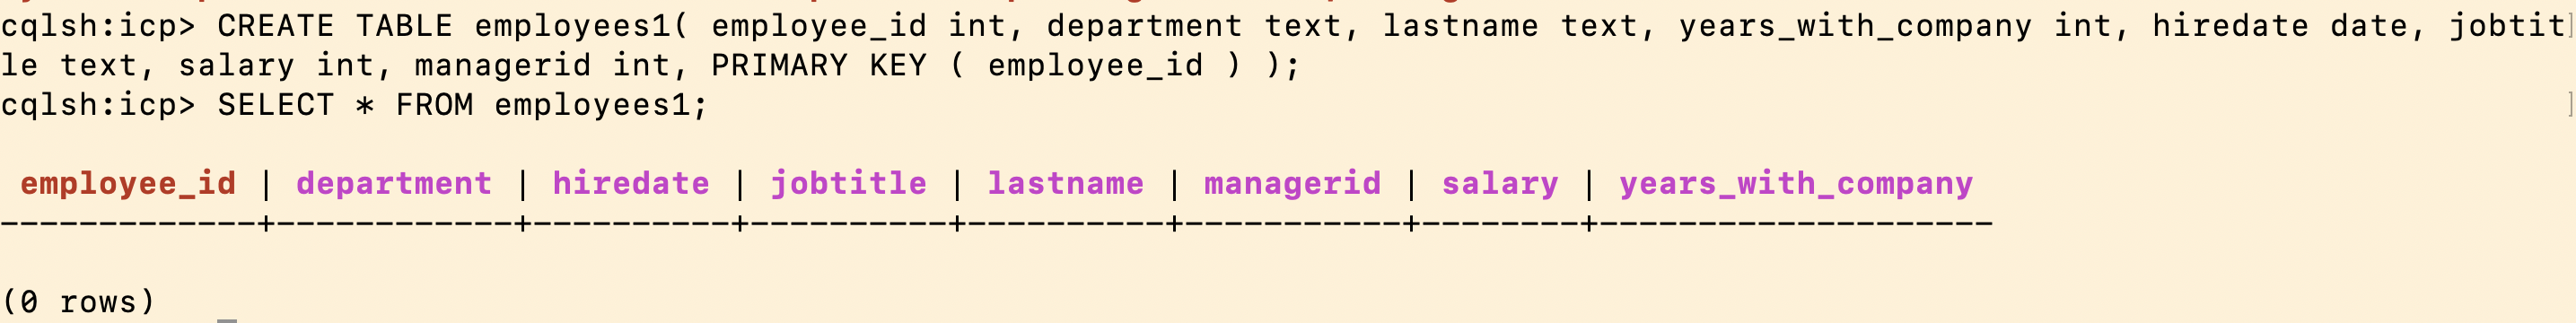 cqlsh:icp> CREATE TABLE employees1( employee_id int, department text, lastname text, years_with_company int, hiredate date, jobtit]
le text, salary int, managerid int, PRIMARY KEY ( employee_id ) );
cqlsh:icp> SELECT * FROM employees1; ]
employee_id | department | hiredate | jobtitle | lastname | managerid | salary | years_with_company
-------------+------------+----------+----------+----------+-----------+--------+--------------------
(0 rows)